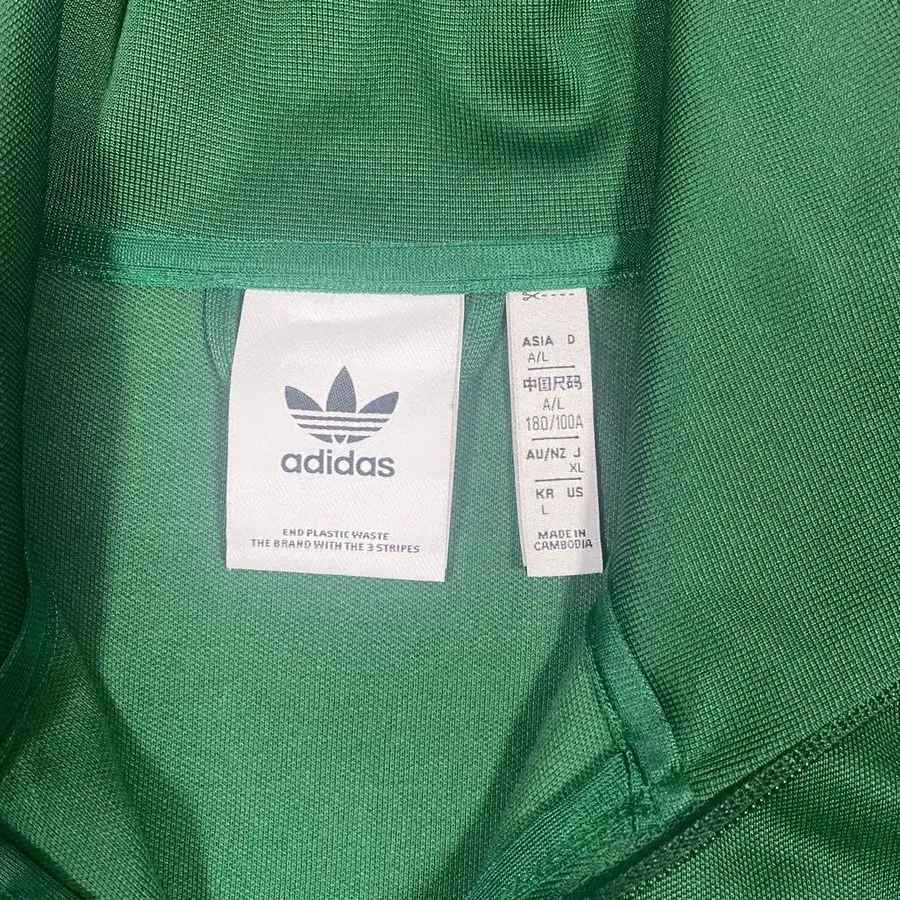 adidas
END PLASTIC WASTE
THE BRAND WITH THE 3 STRIPES
ASIA D
A/L
中国尺码
A/L
180/100A
AU/NZ J
XL
KR US
L
MADE IN
CAMBODIA